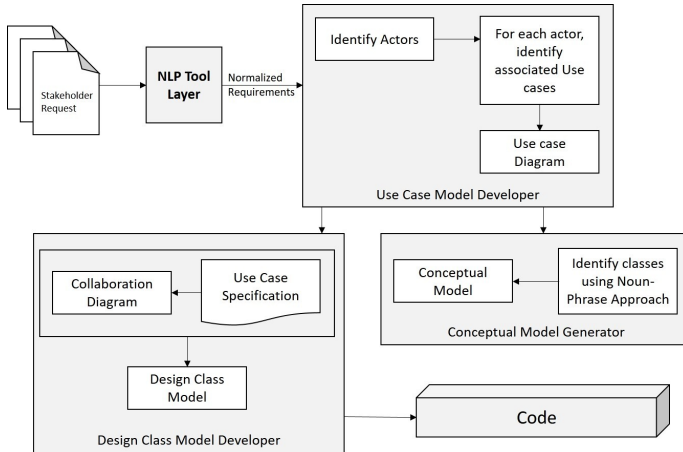 Stakeholder
Request
NLP Tool
Layer
Normalized
Requirements
Identify Actors
For each actor,
identify
associated Use
cases
Use case
Diagram
Use Case Model Developer
Collaboration
Diagram
Use Case
Specification
Design Class
Model
Design Class Model Developer
Conceptual
Model
Identify classes
using Noun-
Phrase Approach
Conceptual Model Generator
Code